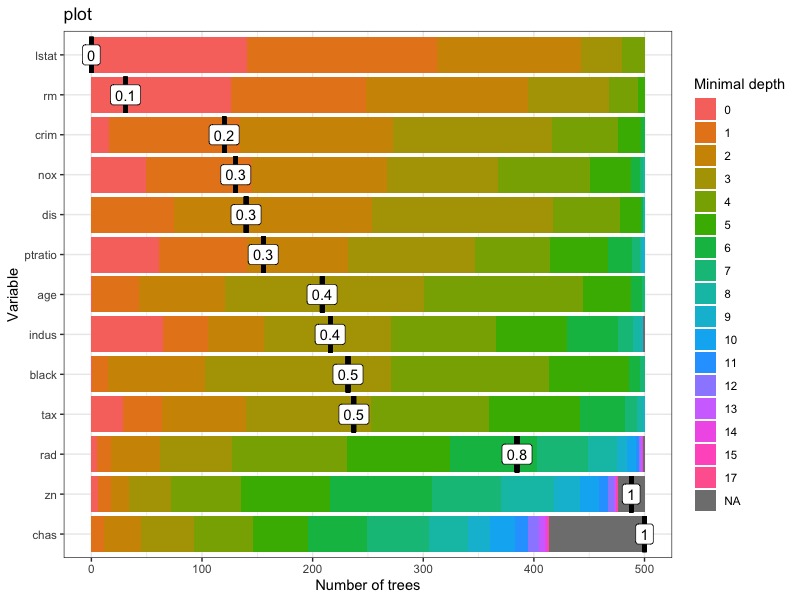 plot
Variable
lstat
0
rm
0.1
crim
0.2
nox
0.3
dis
0.3
ptratio
0.3
age
0.4
indus
0.4
black
0.5
tax
0.5
rad
0.8
zn
1
chas
1
0 100 200 300 400 500
Number of trees
Minimal depth
0
1
2
3
4
5
6
7
8
9
10
11
12
13
14
15
17
NA